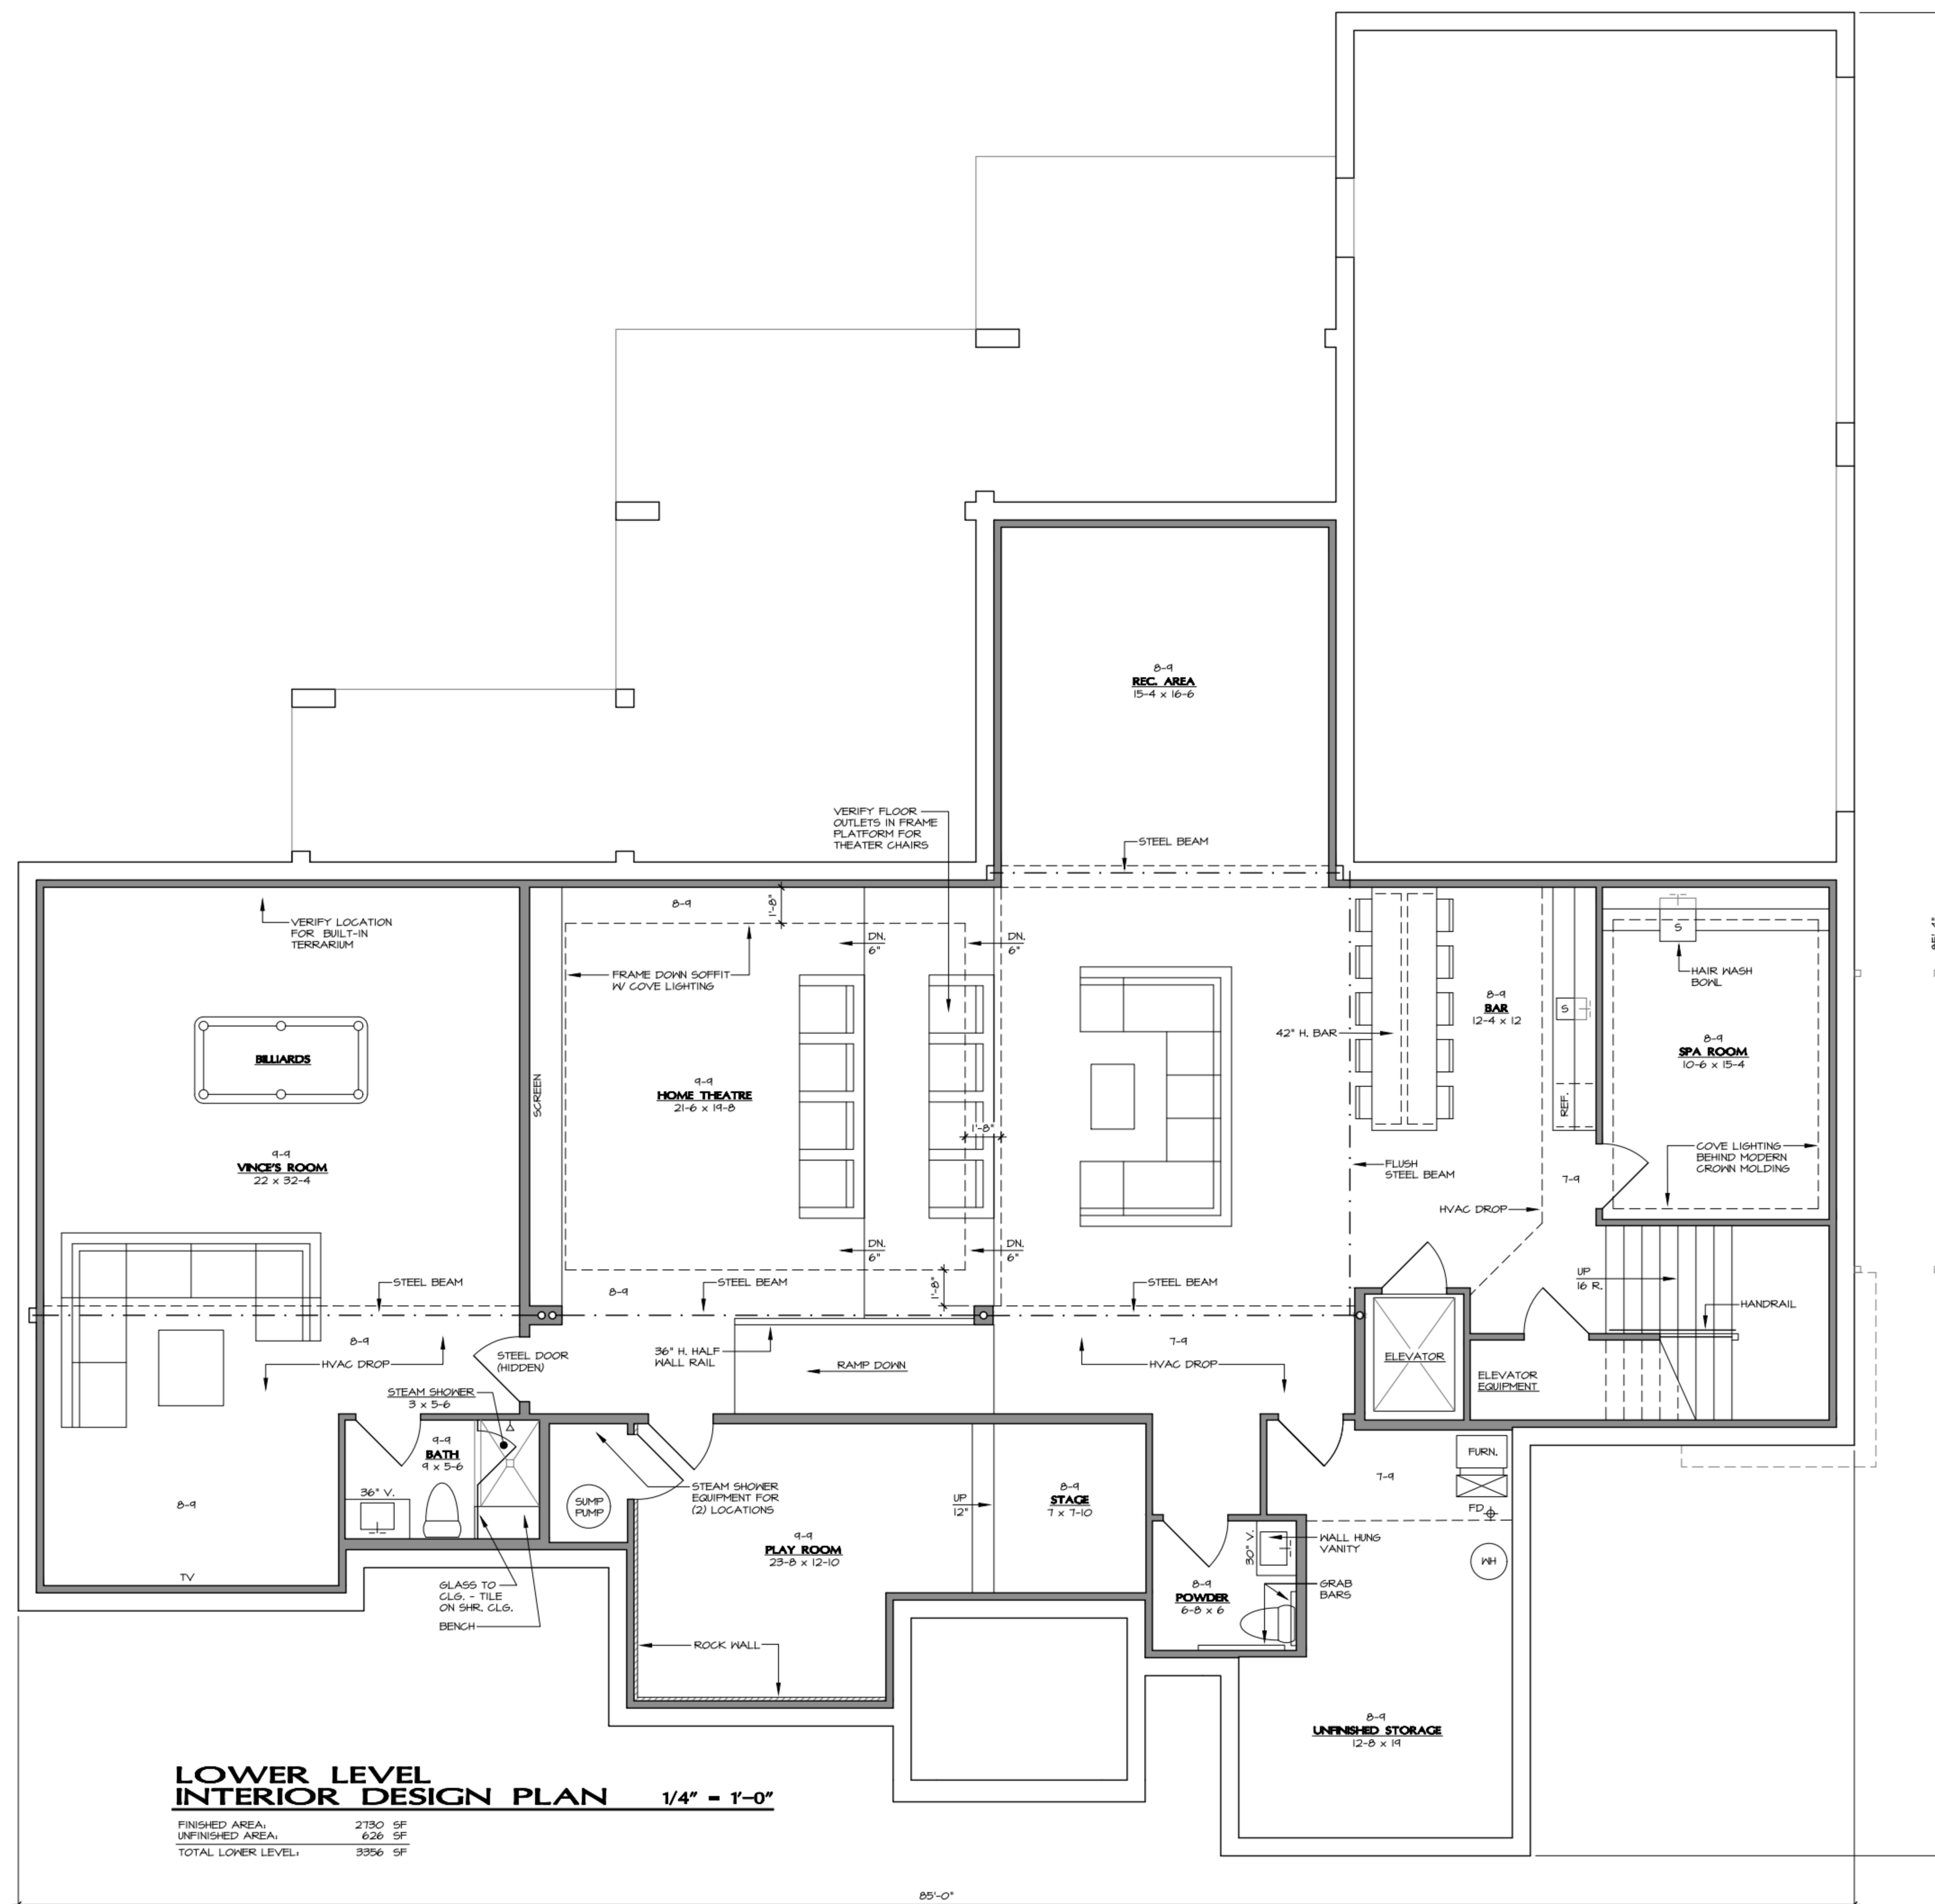 8-9
REC. AREA
15-4 x 16-6
VERIFY FLOOR
OUTLETS IN FRAME
PLATFORM FOR
THEATER CHAIRS
STEEL BEAM
VERIFY LOCATION
FOR BUILT-IN
TERRARIUM
8-9
1'-8"
DN.
6"
DN.
6"
FRAME DOWN SOFFIT
W/ COVE LIGHTING
S
HAIR WASH
BOWL
8-9
BAR
12-4 x 12
S
42" H. BAR
BILLIARDS
8-9
SPA ROOM
10-6 x 15-4
SCREEN
9-9
HOME THEATRE
21-6 x 19-8
REF.
1'-8"
9-9
VINCE'S ROOM
22 x 32-4
FLUSH
STEEL BEAM
COVE LIGHTING
BEHIND MODERN
CROWN MOLDING
7-9
HVAC DROP
DN.
6"
DN.
6"
STEEL BEAM
8-9
STEEL BEAM
1'-8"
STEEL BEAM
UP
16 R.
HANDRAIL
8-9
HVAC DROP
STEEL DOOR
(HIDDEN)
36" H. HALF
WALL RAIL
RAMP DOWN
7-9
HVAC DROP
ELEVATOR
ELEVATOR
EQUIPMENT
STEAM SHOWER
3 x 5-6
9-9
BATH
9 x 5-6
36" V.
SUMP
PUMP
STEAM SHOWER
EQUIPMENT FOR
(2) LOCATIONS
UP
12"
8-9
STAGE
7 x 7-10
7-9
FURN.
FD
8-9
9-9
PLAY ROOM
23-8 x 12-10
30" V.
WALL HUNG
VANITY
WH
TV
GLASS TO
CLG. - TILE
ON SHR. CLG.
BENCH
8-9
POWDER
6-8 x 6
GRAB
BARS
ROCK WALL
8-9
UNFINISHED STORAGE
12-8 x 19
LOWER LEVEL
INTERIOR DESIGN PLAN 1/4" = 1'-0"
FINISHED AREA: 2730 SF
UNFINISHED AREA: 626 SF
TOTAL LOWER LEVEL: 3356 SF
85'-0"